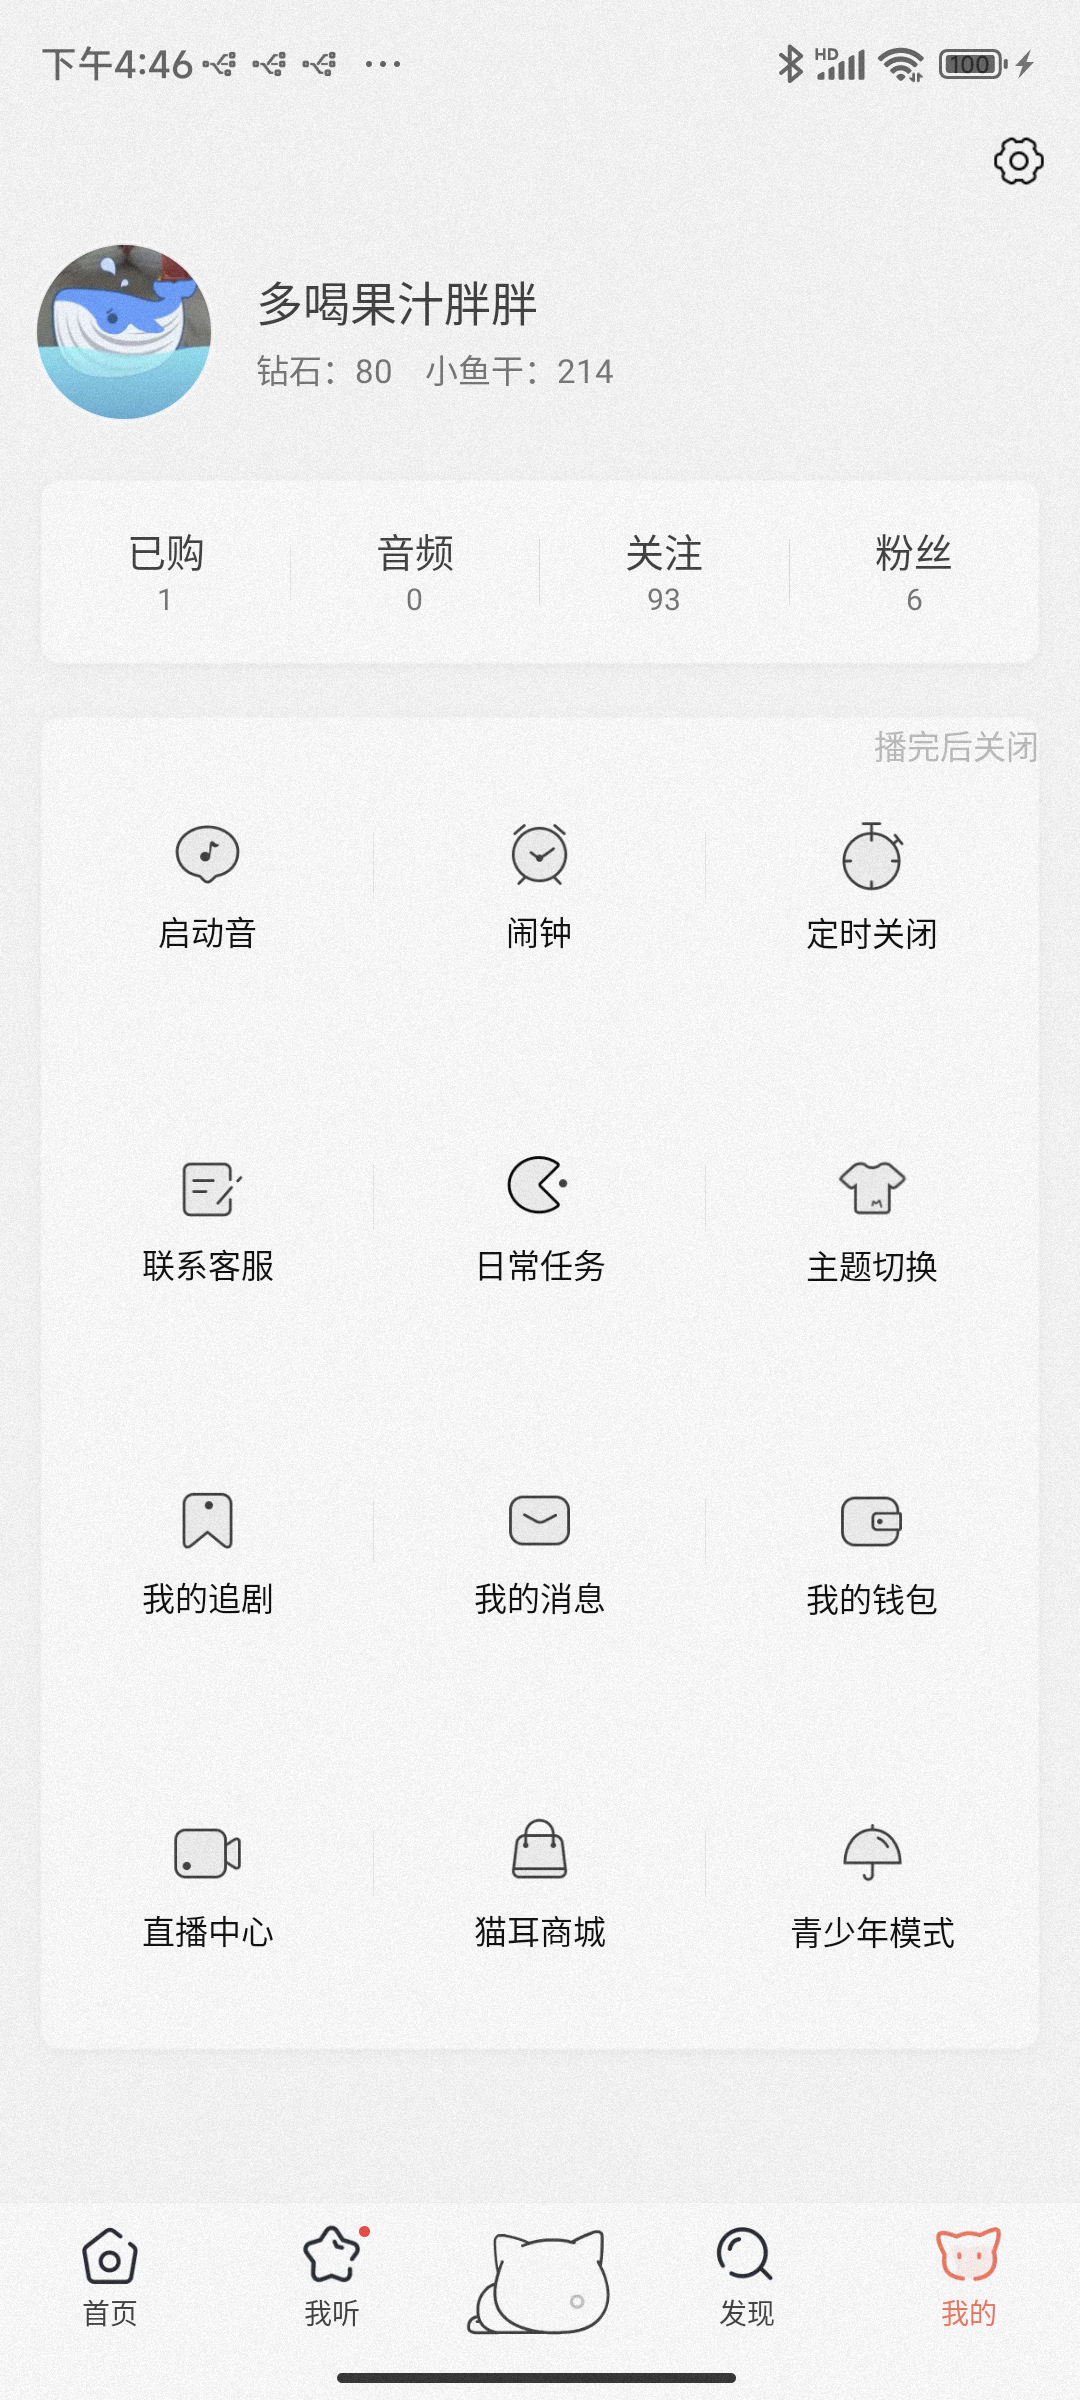 下午4:46 ··· HD 100
多喝果汁胖胖
钻石：80 小鱼干：214
已购 音频 关注 粉丝
1 0 93 6
播完后关闭
启动音 闹钟 定时关闭
联系客服 日常任务 主题切换
我的追剧 我的消息 我的钱包
直播中心 猫耳商城 青少年模式
首页 我听 发现 我的